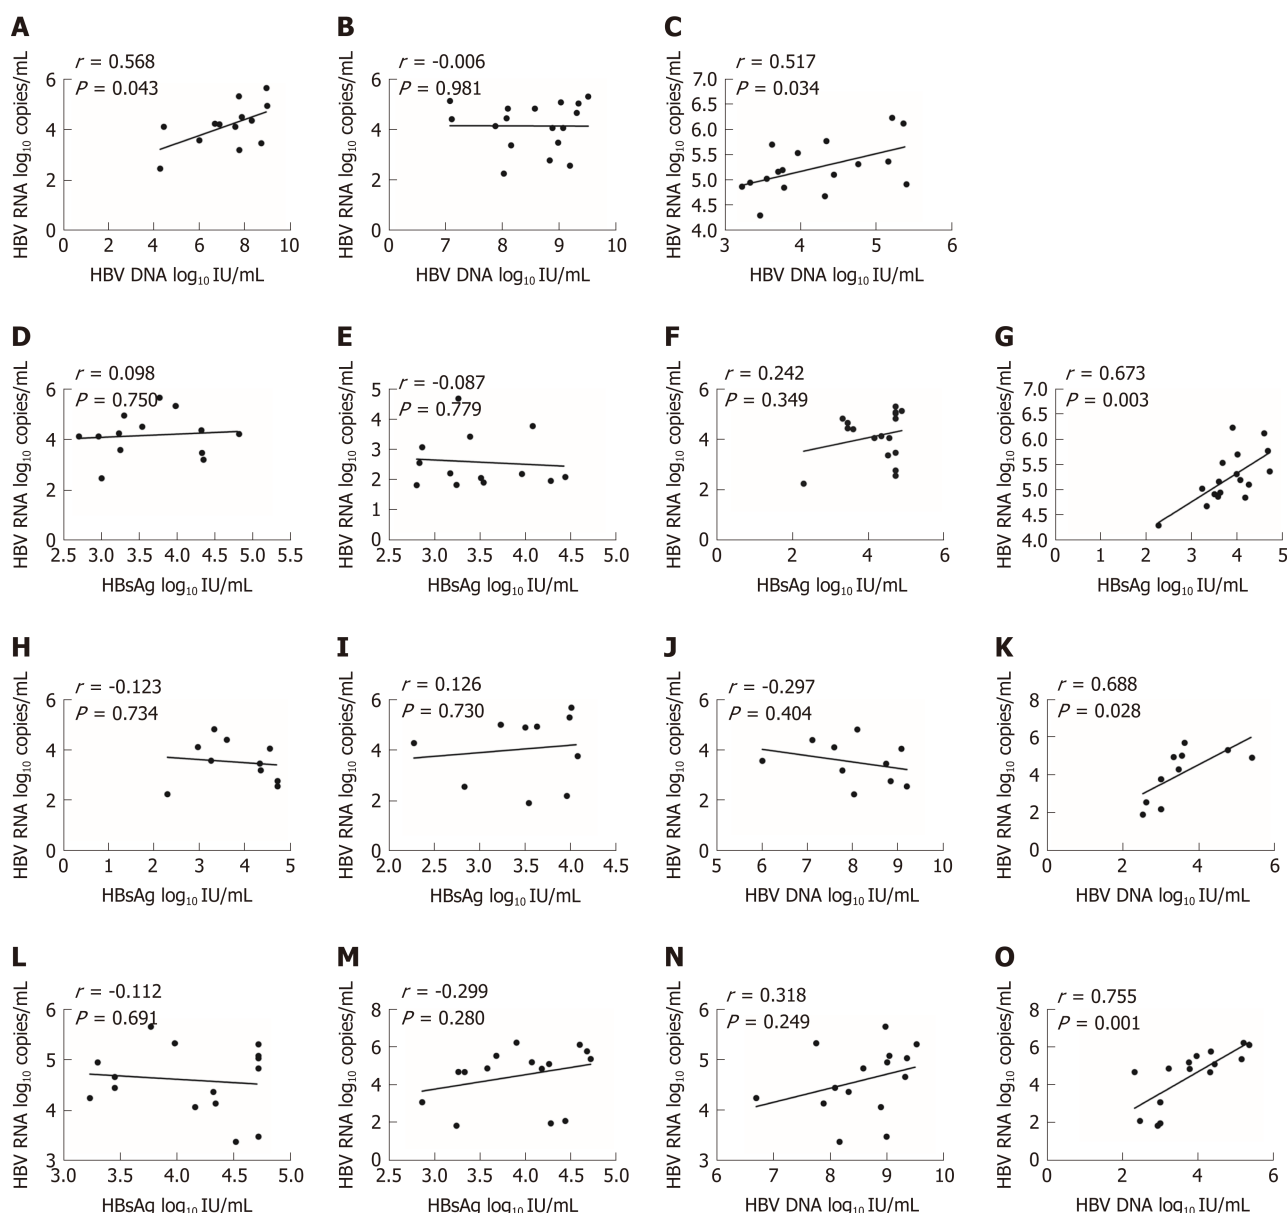 A
HBV RNA log10 copies/mL
r = 0.568
P = 0.043
6
4
2
0
0 2 4 6 8 10
HBV DNA log10 IU/mL
B
HBV RNA log10 copies/mL
r = -0.006
P = 0.981
6
4
2
0
0 7 8 9 10
HBV DNA log10 IU/mL
C
HBV RNA log10 copies/mL
r = 0.517
P = 0.034
7.0
6.5
6.0
5.5
5.0
4.5
4.0
3 4 5 6
HBV DNA log10 IU/mL
D
HBV RNA log10 copies/mL
r = 0.098
P = 0.750
6
4
2
0
2.5 3.0 3.5 4.0 4.5 5.0 5.5
HBsAg log10 IU/mL
E
HBV RNA log10 copies/mL
r = -0.087
P = 0.779
5
4
3
2
1
0
2.5 3.0 3.5 4.0 4.5 5.0
HBsAg log10 IU/mL
F
HBV RNA log10 copies/mL
r = 0.242
P = 0.349
6
4
2
0
0 2 4 6
HBsAg log10 IU/mL
G
HBV RNA log10 copies/mL
r = 0.673
P = 0.003
7.0
6.5
6.0
5.5
5.0
4.5
4.0
0 1 2 3 4 5
HBsAg log10 IU/mL
H
HBV RNA log10 copies/mL
r = -0.123
P = 0.734
6
4
2
0
0 1 2 3 4 5
HBsAg log10 IU/mL
I
HBV RNA log10 copies/mL
r = 0.126
P = 0.730
6
4
2
0
2.0 2.5 3.0 3.5 4.0 4.5
HBsAg log10 IU/mL
J
HBV RNA log10 copies/mL
r = -0.297
P = 0.404
6
4
2
0
5 6 7 8 9 10
HBV DNA log10 IU/mL
K
HBV RNA log10 copies/mL
r = 0.688
P = 0.028
8
6
4
2
0
0 2 4 6
HBV DNA log10 IU/mL
L
HBV RNA log10 copies/mL
r = -0.112
P = 0.691
6
5
4
3
3.0 3.5 4.0 4.5 5.0
HBsAg log10 IU/mL
M
HBV RNA log10 copies/mL
r = -0.299
P = 0.280
8
6
4
2
0
2.5 3.0 3.5 4.0 4.5 5.0
HBsAg log10 IU/mL
N
HBV RNA log10 copies/mL
r = 0.318
P = 0.249
6
5
4
3
6 7 8 9 10
HBV DNA log10 IU/mL
O
HBV RNA log10 copies/mL
r = 0.755
P = 0.001
8
6
4
2
0
0 2 4 6
HBV DNA log10 IU/mL